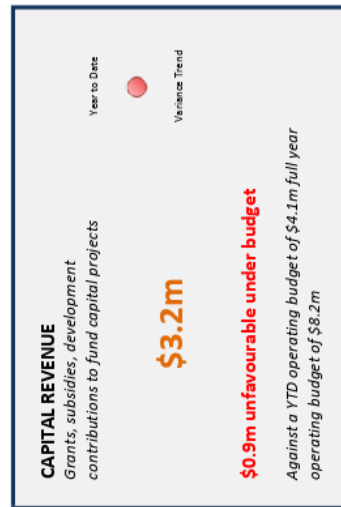 CAPITAL REVENUE
Grants, subsidies, development
contributions to fund capital projects
Year to Date
$3.2m
Variance Trend
$0.9m unfavourable under budget
Against a YTD operating budget of $4.1m full year
operating budget of $8.2m